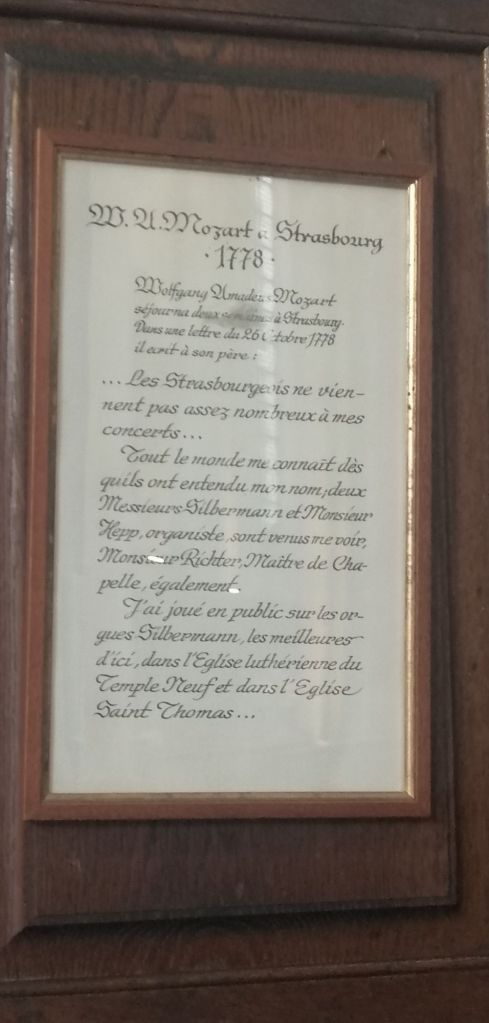 W. A. Mozart à Strasbourg
· 1778 ·
Wolfgang Amadeus Mozart
séjourna deux semaines à Strasbourg.
Dans une lettre du 26 Octobre 1778
il ecrit à son père :
... Les Strasbourgeois ne vien-
nent pas assez nombreux à mes
concerts...
Tout le monde me connaît dès
quils ont entendu mon nom; deux
Messieurs Silbermann et Monsieur
Hepp, organiste, sont venus me voir,
Monsieur Richter, Maître de Cha-
pelle, également.
J'ai joué en public sur les or-
gues Silbermann, les meilleures
d'ici, dans l'Eglise luthérienne du
Temple Neuf et dans l'Eglise
Saint Thomas...